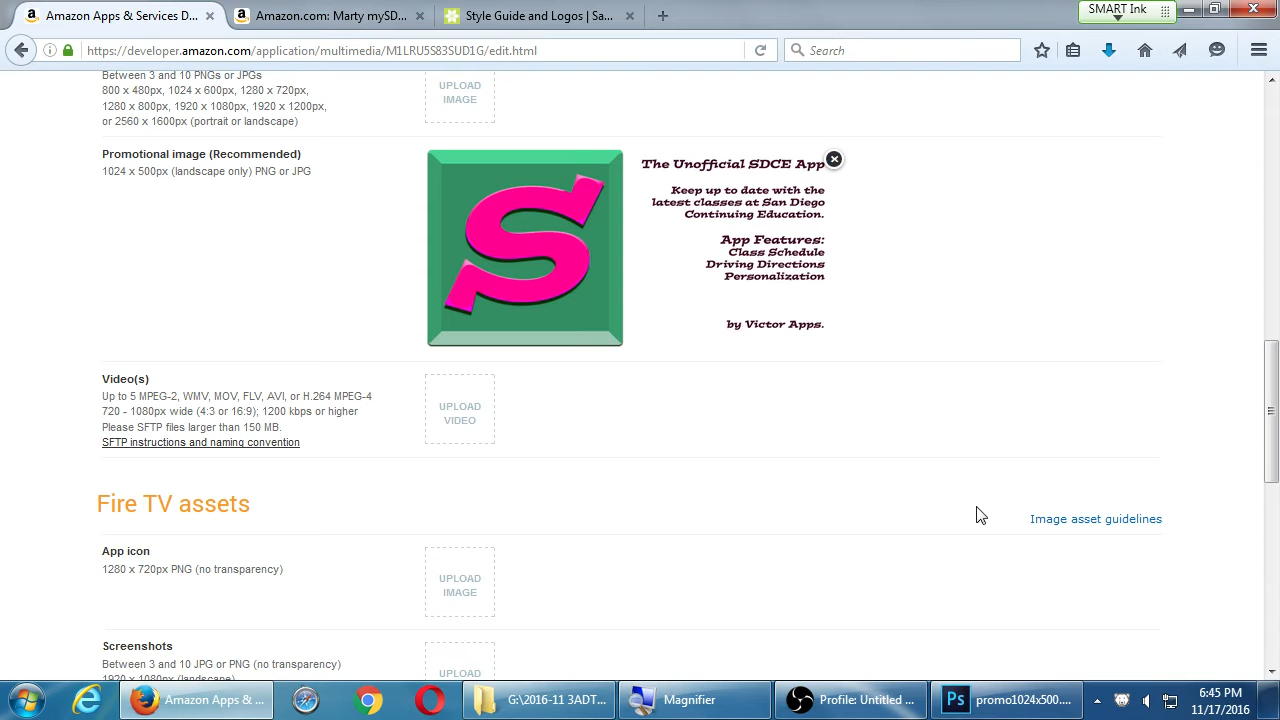 Amazon Apps & Services D...
Amazon.com: Marty mySD...
Style Guide and Logos | Sa...
SMART Ink
https://developer.amazon.com/application/multimedia/M1LRU5S83SUD1G/edit.html
Search
Between 3 and 10 PNGs or JPGs
800 x 480px, 1024 x 600px, 1280 x 720px,
1280 x 800px, 1920 x 1080px, 1920 x 1200px,
or 2560 x 1600px (portrait or landscape)
UPLOAD
IMAGE
Promotional image (Recommended)
1024 x 500px (landscape only) PNG or JPG
S
The Unofficial SDCE App
Keep up to date with the
latest classes at San Diego
Continuing Education.
App Features:
Class Schedule
Driving Directions
Personalization
by Victor Apps.
Video(s)
Up to 5 MPEG-2, WMV, MOV, FLV, AVI, or H.264 MPEG-4
720 - 1080px wide (4:3 or 16:9); 1200 kbps or higher
Please SFTP files larger than 150 MB.
SFTP instructions and naming convention
UPLOAD
VIDEO
Fire TV assets
Image asset guidelines
App icon
1280 x 720px PNG (no transparency)
UPLOAD
IMAGE
Screenshots
Between 3 and 10 JPG or PNG (no transparency)
1920 x 1080px (landscape)
UPLOAD
Amazon Apps & ...
G:\2016-11 3ADT...
Magnifier
Profile: Untitled ...
Ps
promo1024x500....
6:45 PM
11/17/2016